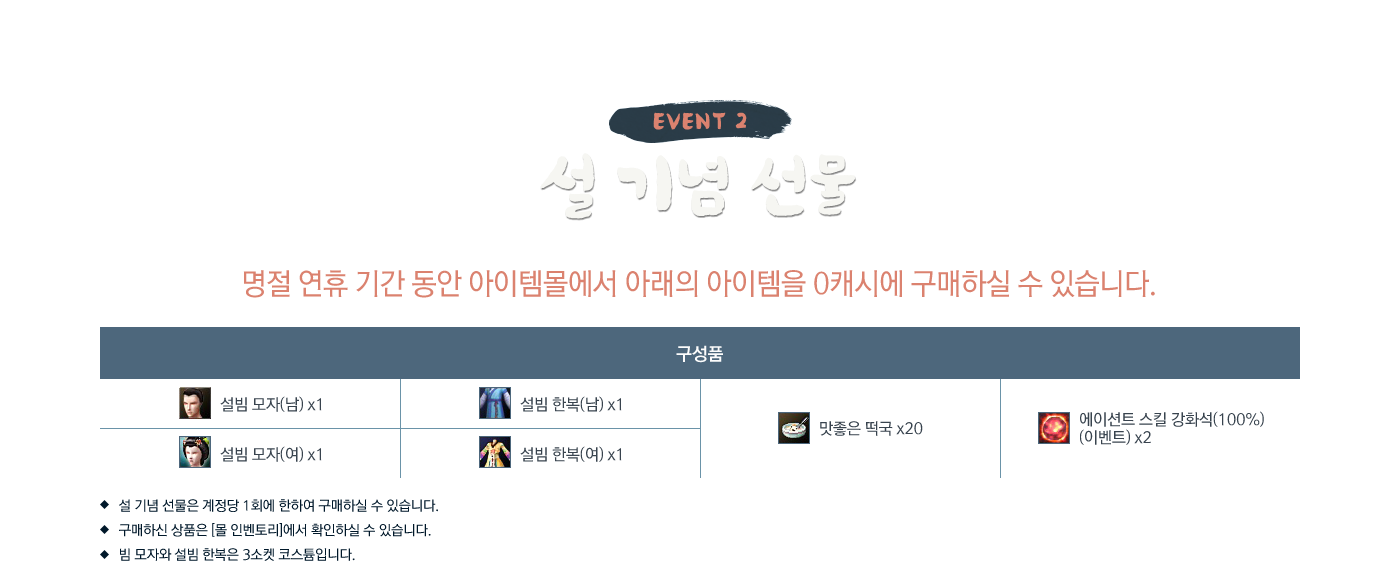 EVENT 2
설 기념 선물
명절 연휴 기간 동안 아이템몰에서 아래의 아이템을 0캐시에 구매하실 수 있습니다.
구성품
설빔 모자(남) x1
설빔 한복(남) x1
설빔 모자(여) x1
설빔 한복(여) x1
맛좋은 떡국 x20
에이션트 스킬 강화석(100%)
(이벤트) x2
◆ 설 기념 선물은 계정당 1회에 한하여 구매하실 수 있습니다.
◆ 구매하신 상품은 [몰 인벤토리]에서 확인하실 수 있습니다.
◆ 빔 모자와 설빔 한복은 3소켓 코스튬입니다.